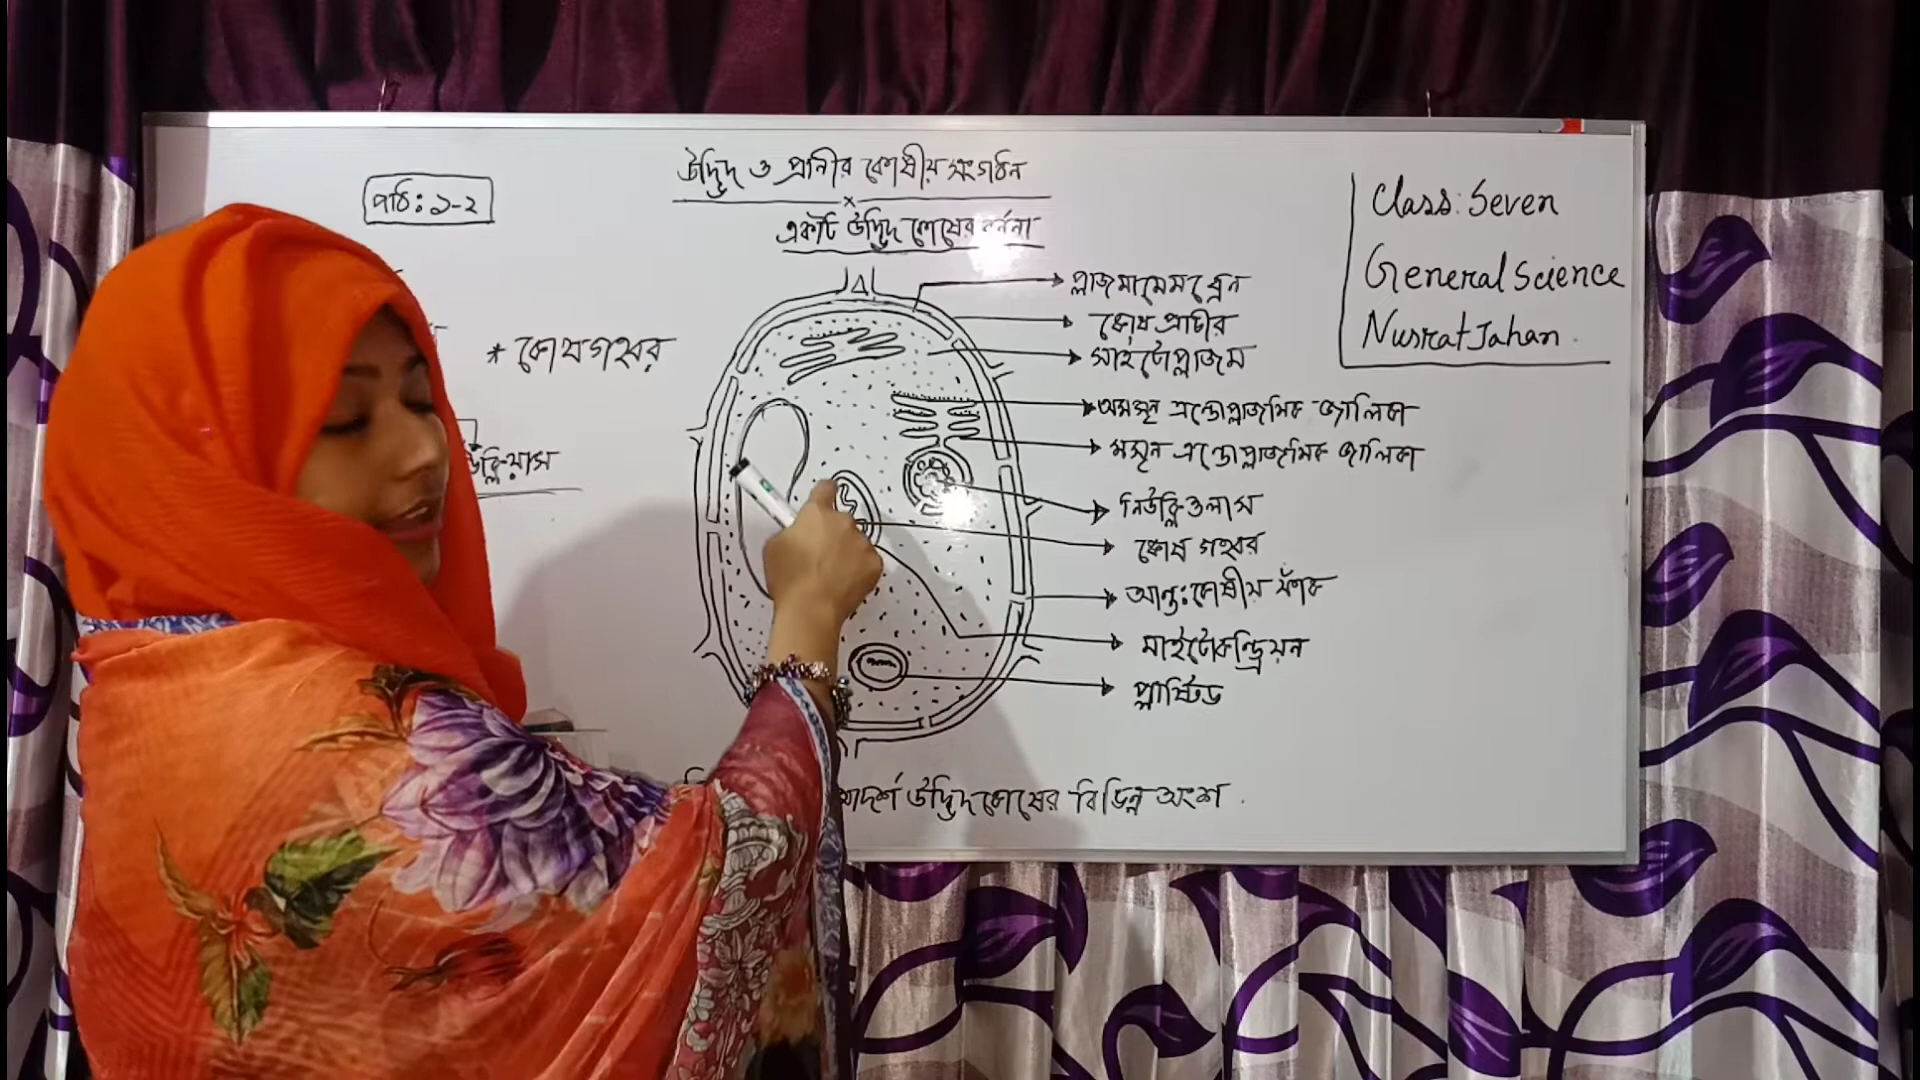 উদ্ভিদ ও প্রানীর কোষীয় সংগঠন
পাঠ: ১-২
একটি উদ্ভিদ কোষের বর্ননা
Class: Seven
General Science
Nusrat Jahan.
* কোষগহ্বর
প্লাজমামেমব্রেন
কোষ প্রাচীর
সাইটোপ্লাজম
অমসৃন এন্ডোপ্লাজমিক জালিকা
মসৃন এন্ডোপ্লাজমিক জালিকা
নিউক্লিওলাস
কোষ গহ্বর
আন্তঃকোষীয় ফাঁক
মাইটোকন্ড্রিয়ন
প্লাস্টিড
আদর্শ উদ্ভিদকোষের বিভিন্ন অংশ.